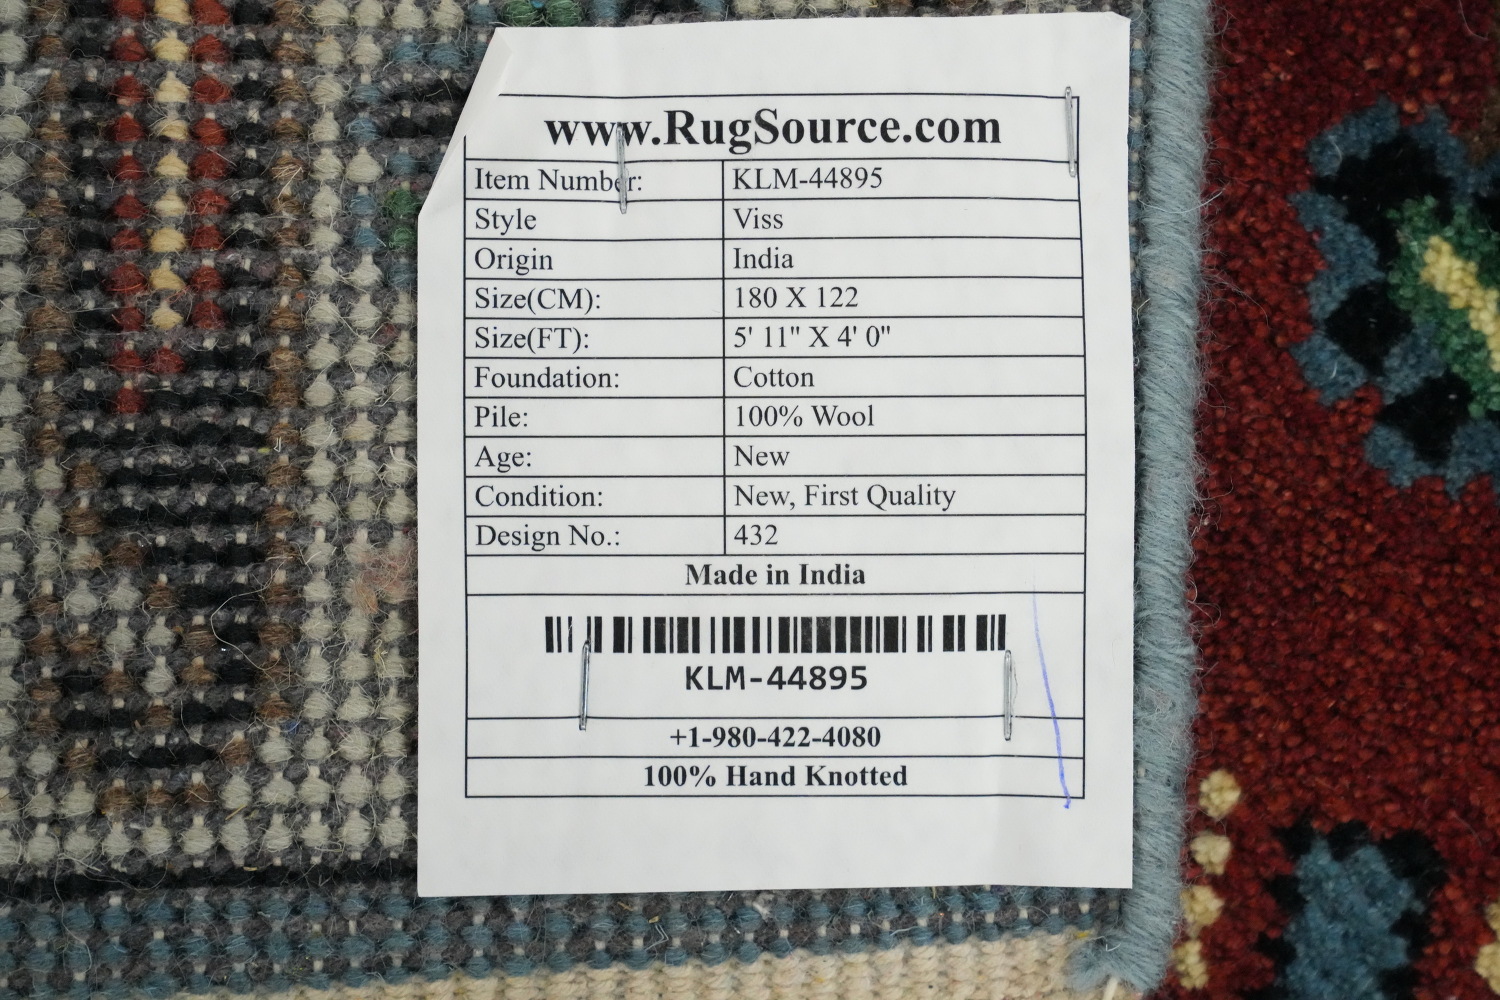 www.RugSource.com
Item Number: KLM-44895
Style Viss
Origin India
Size(CM): 180 X 122
Size(FT): 5' 11" X 4' 0"
Foundation: Cotton
Pile: 100% Wool
Age: New
Condition: New, First Quality
Design No.: 432
Made in India
KLM-44895
+1-980-422-4080
100% Hand Knotted